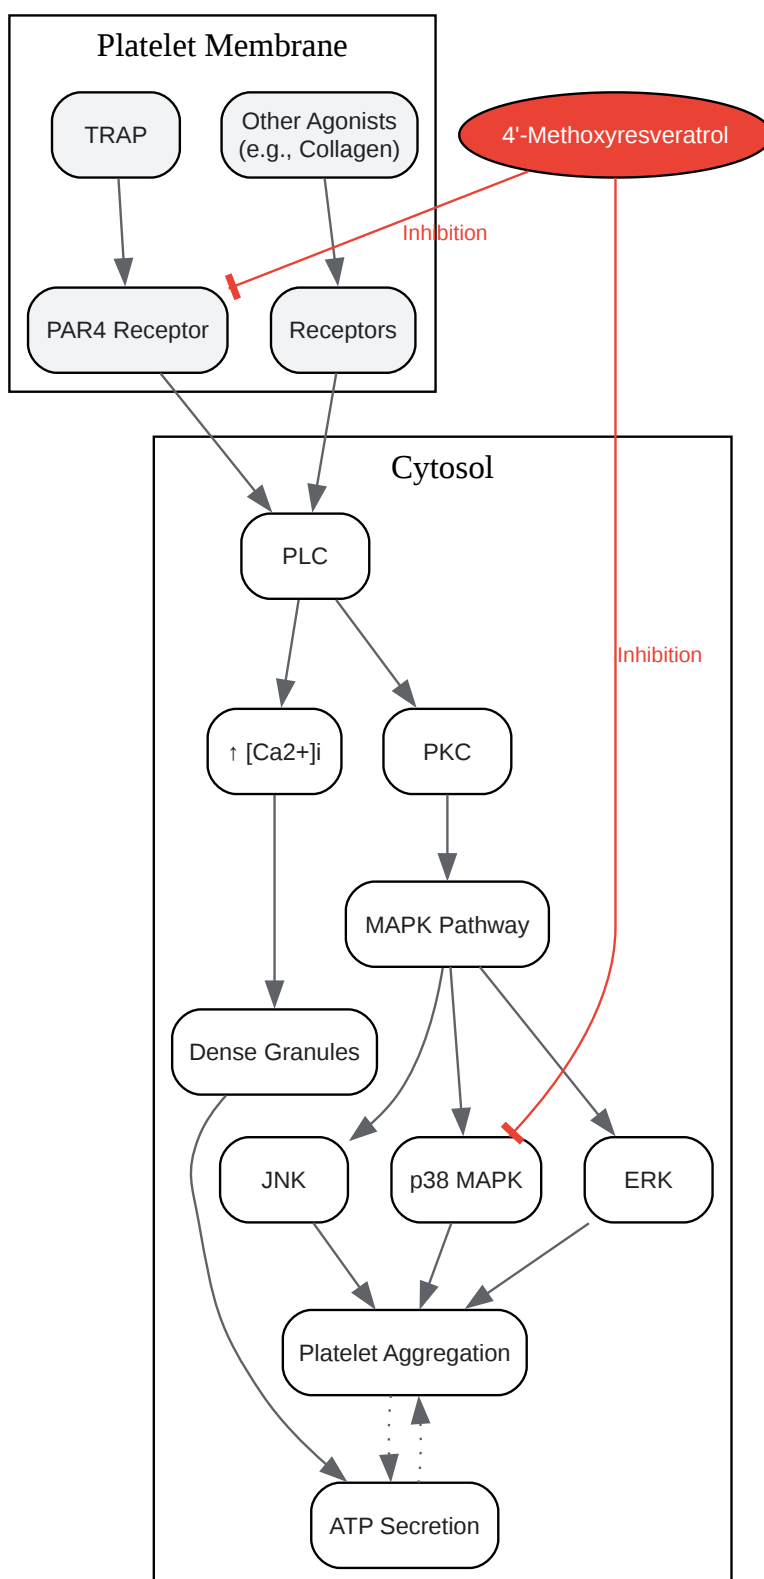 Platelet Membrane
TRAP
Other Agonists
(e.g., Collagen)
4'-Methoxyresveratrol
Inhibition
PAR4 Receptor
Receptors
Cytosol
PLC
Inhibition
↑ [Ca2+]i
PKC
MAPK Pathway
Dense Granules
JNK
p38 MAPK
ERK
Platelet Aggregation
ATP Secretion